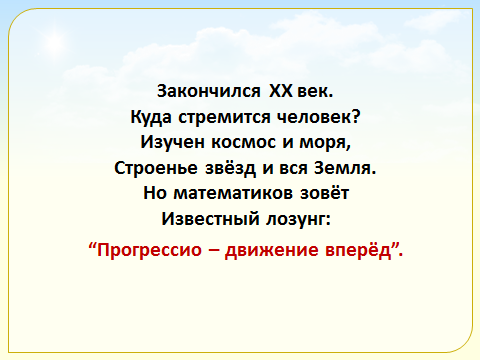 Закончился XX век.
Куда стремится человек?
Изучен космос и моря,
Строенье звёзд и вся Земля.
Но математиков зовёт
Известный лозунг:
“Прогрессио – движение вперёд”.